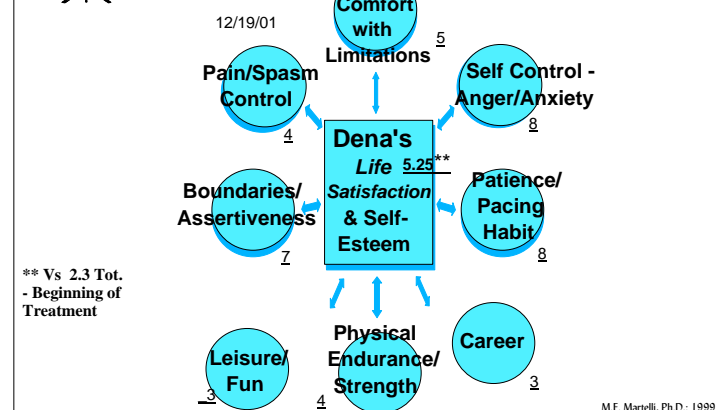 12/19/01
Comfort
with
Limitations
5
Pain/Spasm
Control
4
Self Control -
Anger/Anxiety
8
Dena's
Life 5.25**
Satisfaction
& Self-
Esteem
Boundaries/
Assertiveness
7
Patience/
Pacing
Habit
8
** Vs 2.3 Tot.
- Beginning of
Treatment
Leisure/
Fun
_3
Physical
Endurance/
Strength
4
Career
3
M.F. Martelli, Ph.D.: 1999